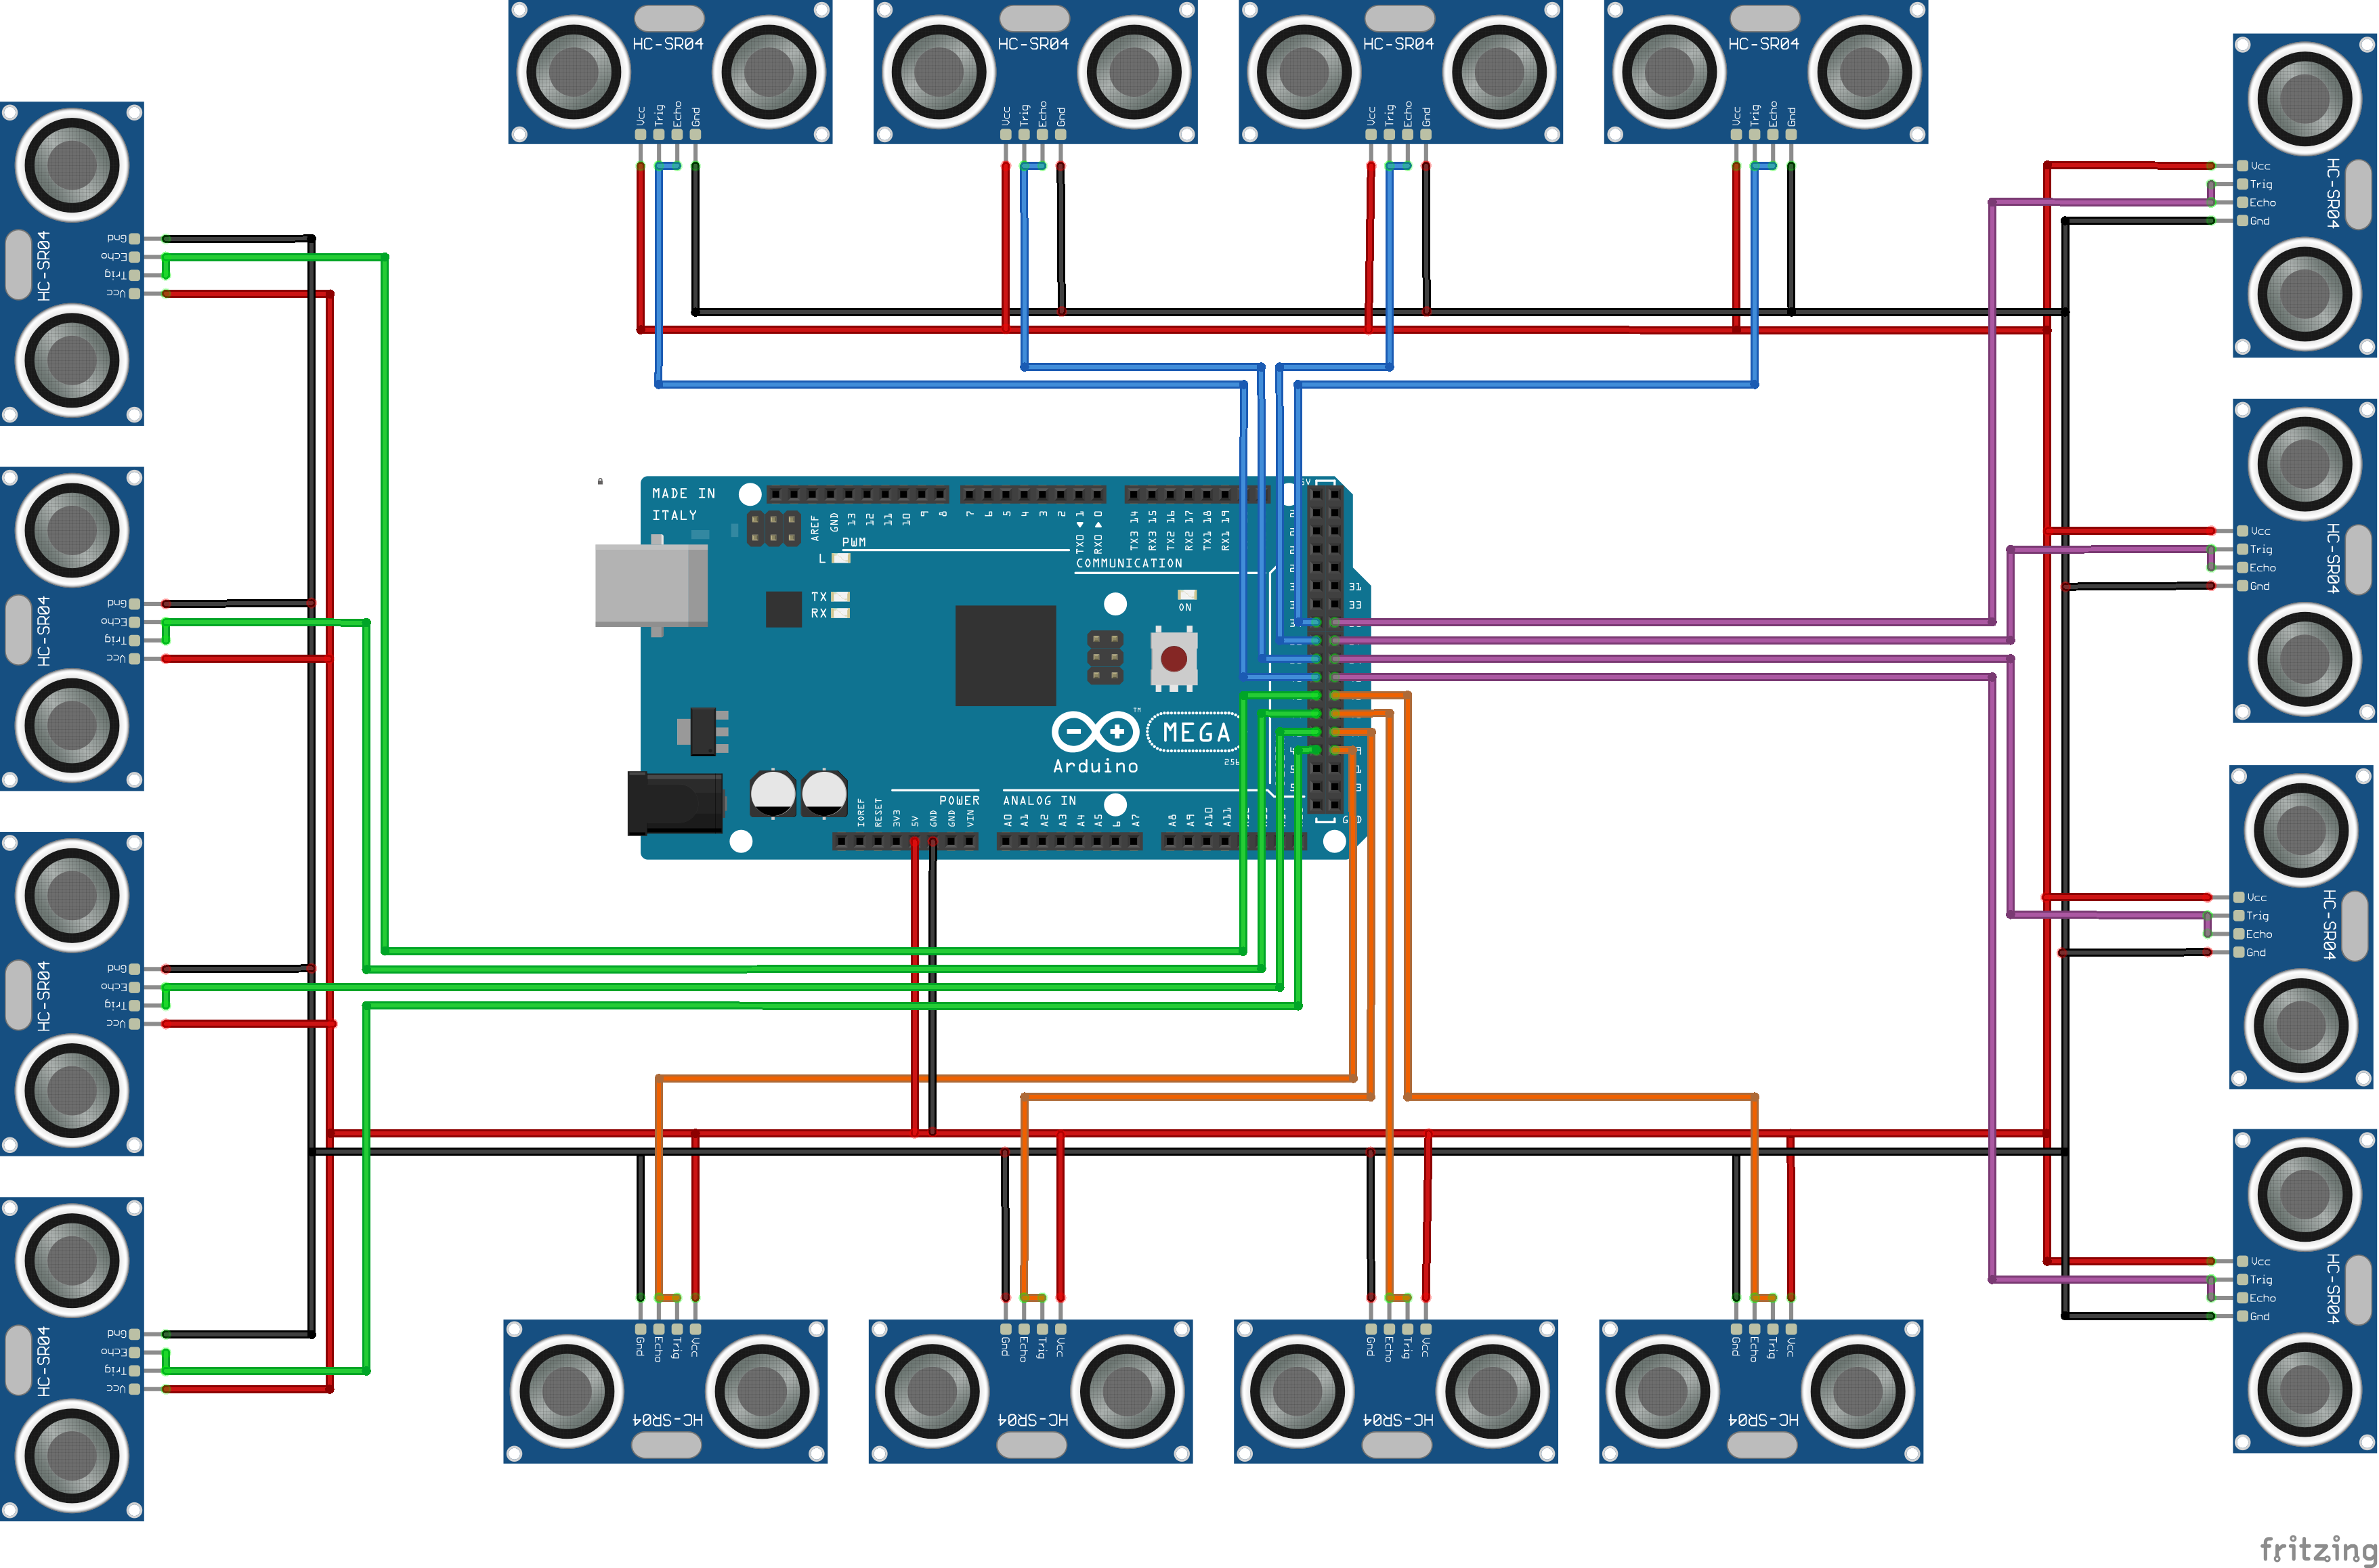 HC-SR04
Vcc
Trig
Echo
Gnd
HC-SR04
Vcc
Trig
Echo
Gnd
HC-SR04
Vcc
Trig
Echo
Gnd
HC-SR04
Vcc
Trig
Echo
Gnd
HC-SR04
Gnd
Echo
Trig
Vcc
HC-SR04
Gnd
Echo
Trig
Vcc
HC-SR04
Gnd
Echo
Trig
Vcc
HC-SR04
Gnd
Echo
Trig
Vcc
MADE IN
ITALY
AREF
GND
13
12
11
10
9
8
7
6
5
4
3
2
TX0 1
RX0 0
TX3 14
RX3 15
TX2 16
RX2 17
TX1 18
RX1 19
PWM
COMMUNICATION
L
TX
RX
ON
31
33
MEGA
TM
Arduino
256
POWER
ANALOG IN
IOREF
RESET
3V3
5V
GND
GND
VIN
A0
A1
A2
A3
A4
A5
6
A7
A8
A9
A10
A11
HC-SR04
Vcc
Trig
Echo
Gnd
HC-SR04
Vcc
Trig
Echo
Gnd
HC-SR04
Vcc
Trig
Echo
Gnd
HC-SR04
Vcc
Trig
Echo
Gnd
Gnd
Echo
Trig
Vcc
HC-SR04
Gnd
Echo
Trig
Vcc
HC-SR04
Gnd
Echo
Trig
Vcc
HC-SR04
Gnd
Echo
Trig
Vcc
HC-SR04
fritzing